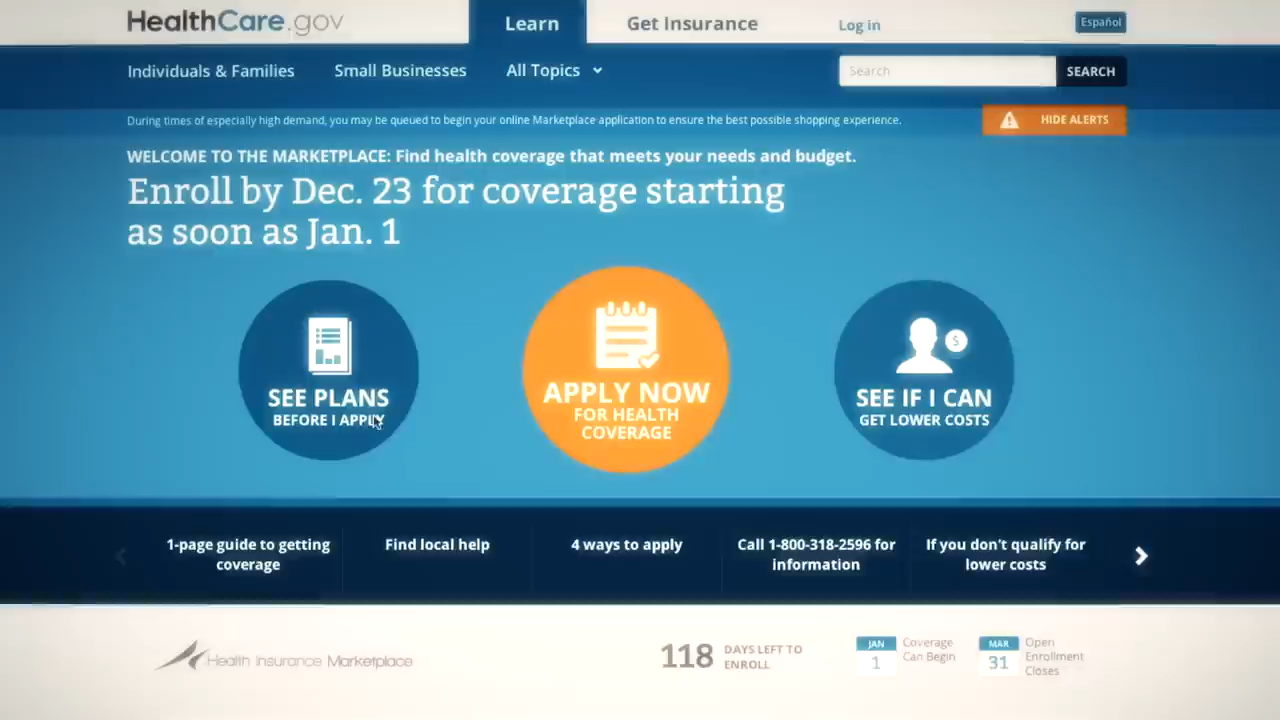 HealthCare.gov
Learn
Get Insurance
Log in
Español
Individuals & Families
Small Businesses
All Topics
Search
SEARCH
During times of especially high demand, you may be queued to begin your online Marketplace application to ensure the best possible shopping experience.
HIDE ALERTS
WELCOME TO THE MARKETPLACE: Find health coverage that meets your needs and budget.
Enroll by Dec. 23 for coverage starting
as soon as Jan. 1
SEE PLANS
BEFORE I APPLY
APPLY NOW
FOR HEALTH
COVERAGE
$
SEE IF I CAN
GET LOWER COSTS
1-page guide to getting
coverage
Find local help
4 ways to apply
Call 1-800-318-2596 for
information
If you don't qualify for
lower costs
Health Insurance Marketplace
118
DAYS LEFT TO
ENROLL
JAN
1
Coverage
Can Begin
MAR
31
Open
Enrollment
Closes